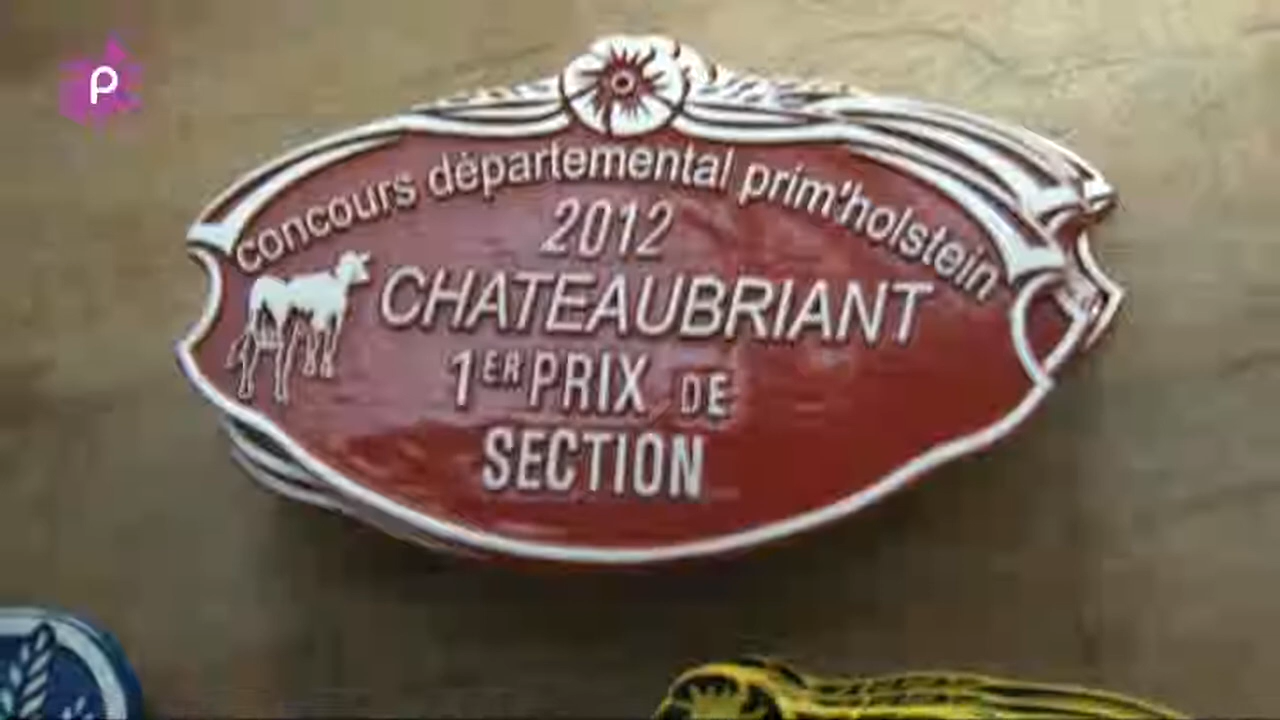 P
concours départemental prim'holstein
2012
CHATEAUBRIANT
1ER PRIX DE
SECTION